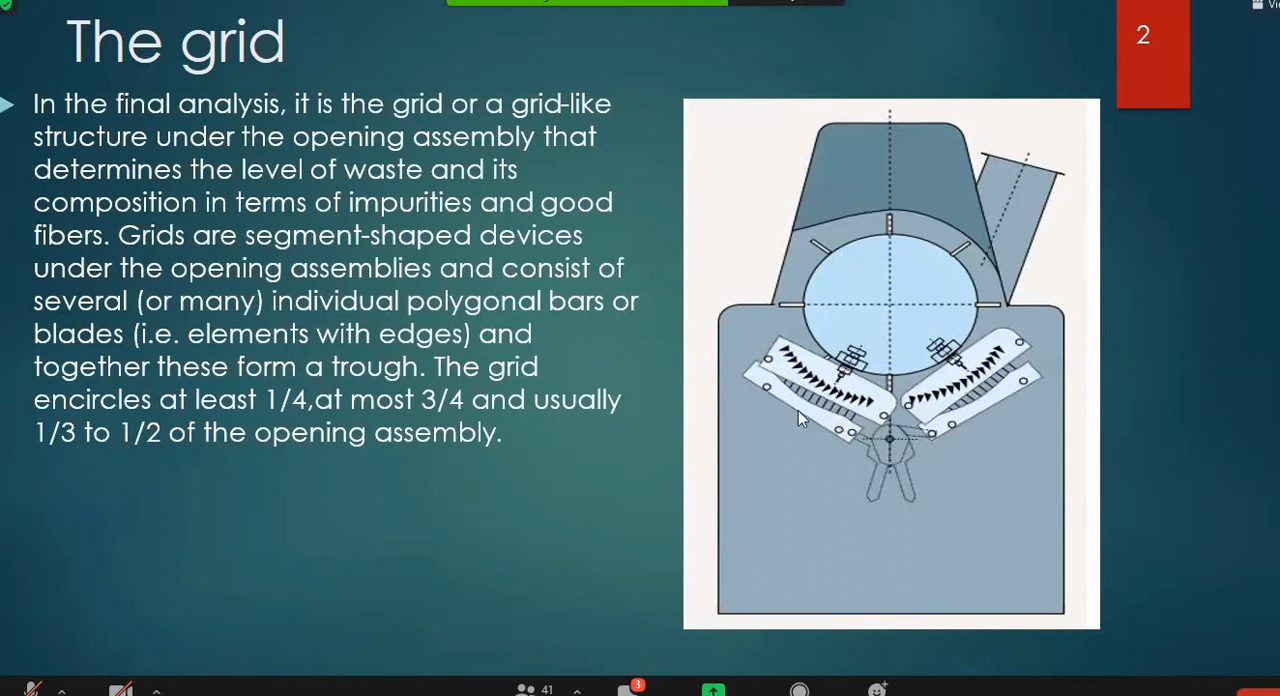 The grid
2
In the final analysis, it is the grid or a grid-like
structure under the opening assembly that
determines the level of waste and its
composition in terms of impurities and good
fibers. Grids are segment-shaped devices
under the opening assemblies and consist of
several (or many) individual polygonal bars or
blades (i.e. elements with edges) and
together these form a trough. The grid
encircles at least 1/4,at most 3/4 and usually
1/3 to 1/2 of the opening assembly.
41
3